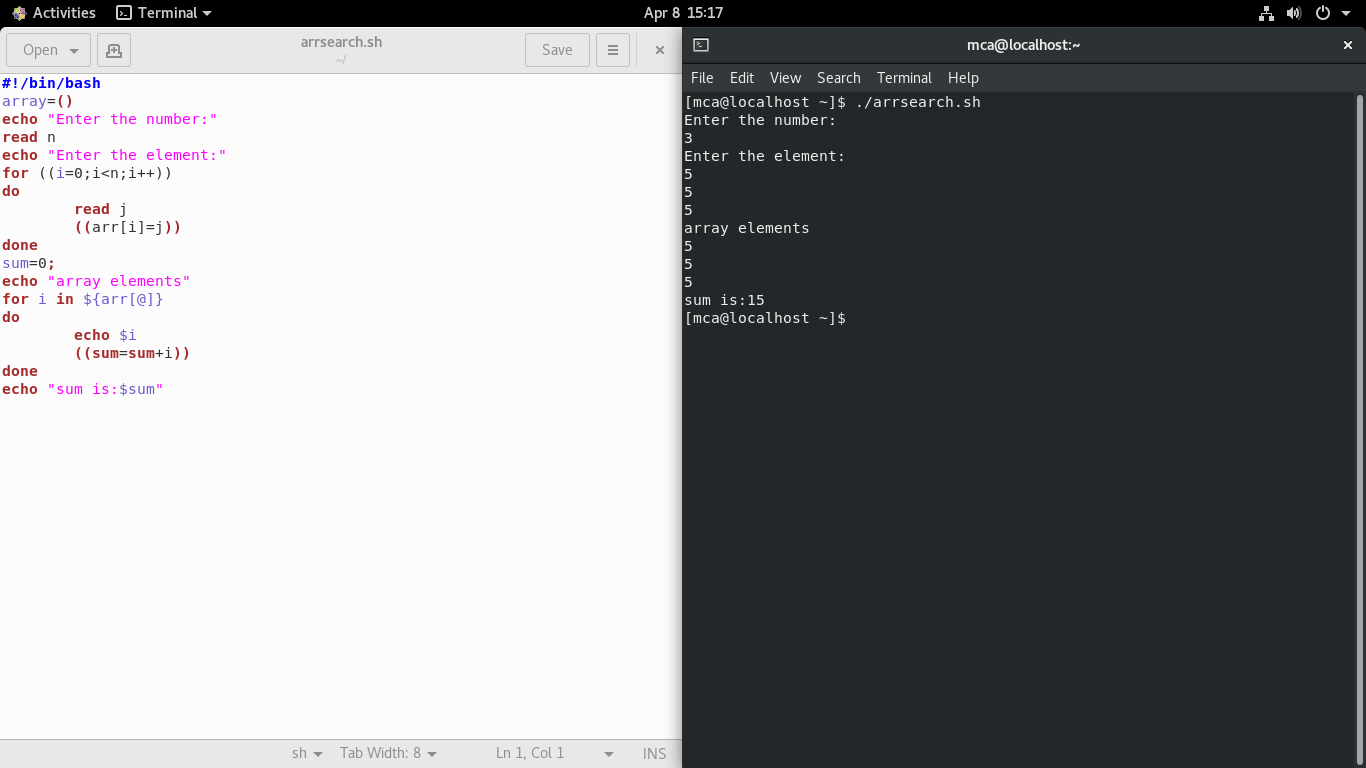 Activities Terminal Apr 8 15:17
Open arrsearch.sh Save
~/
#!/bin/bash
array=()
echo "Enter the number:"
read n
echo "Enter the element:"
for ((i=0;i<n;i++))
do
        read j
        ((arr[i]=j))
done
sum=0;
echo "array elements"
for i in ${arr[@]}
do
        echo $i
        ((sum=sum+i))
done
echo "sum is:$sum"
sh Tab Width: 8 Ln 1, Col 1 INS
mca@localhost:~
File Edit View Search Terminal Help
[mca@localhost ~]$ ./arrsearch.sh
Enter the number:
3
Enter the element:
5
5
5
array elements
5
5
5
sum is:15
[mca@localhost ~]$